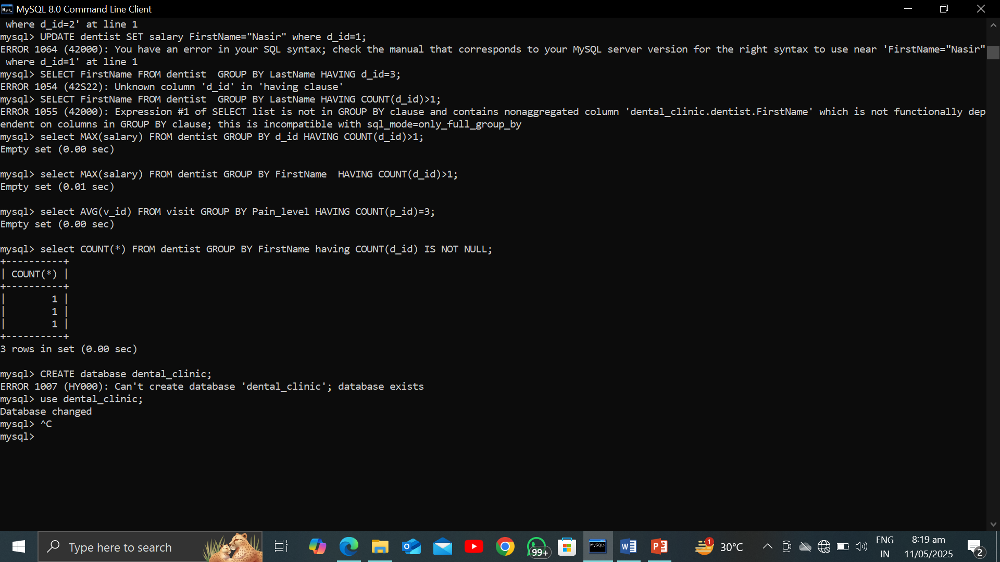 MySQL 8.0 Command Line Client
where d_id=2' at line 1
mysql> UPDATE dentist SET salary FirstName="Nasir" where d_id=1;
ERROR 1064 (42000): You have an error in your SQL syntax; check the manual that corresponds to your MySQL server version for the right syntax to use near 'FirstName="Nasir"
where d_id=1' at line 1
mysql> SELECT FirstName FROM dentist  GROUP BY LastName HAVING d_id=3;
ERROR 1054 (42S22): Unknown column 'd_id' in 'having clause'
mysql> SELECT FirstName FROM dentist  GROUP BY LastName HAVING COUNT(d_id)>1;
ERROR 1055 (42000): Expression #1 of SELECT list is not in GROUP BY clause and contains nonaggregated column 'dental_clinic.dentist.FirstName' which is not functionally dep
endent on columns in GROUP BY clause; this is incompatible with sql_mode=only_full_group_by
mysql> select MAX(salary) FROM dentist GROUP BY d_id HAVING COUNT(d_id)>1;
Empty set (0.00 sec)
mysql> select MAX(salary) FROM dentist GROUP BY FirstName  HAVING COUNT(d_id)>1;
Empty set (0.01 sec)
mysql> select AVG(v_id) FROM visit GROUP BY Pain_level HAVING COUNT(p_id)=3;
Empty set (0.00 sec)
mysql> select COUNT(*) FROM dentist GROUP BY FirstName having COUNT(d_id) IS NOT NULL;
+----------+
| COUNT(*) |
+----------+
|        1 |
|        1 |
|        1 |
+----------+
3 rows in set (0.00 sec)
mysql> CREATE database dental_clinic;
ERROR 1007 (HY000): Can't create database 'dental_clinic'; database exists
mysql> use dental_clinic;
Database changed
mysql> ^C
mysql>
Type here to search
99+
MySQL
1
30°C
ENG
IN
8:19 am
11/05/2025
2